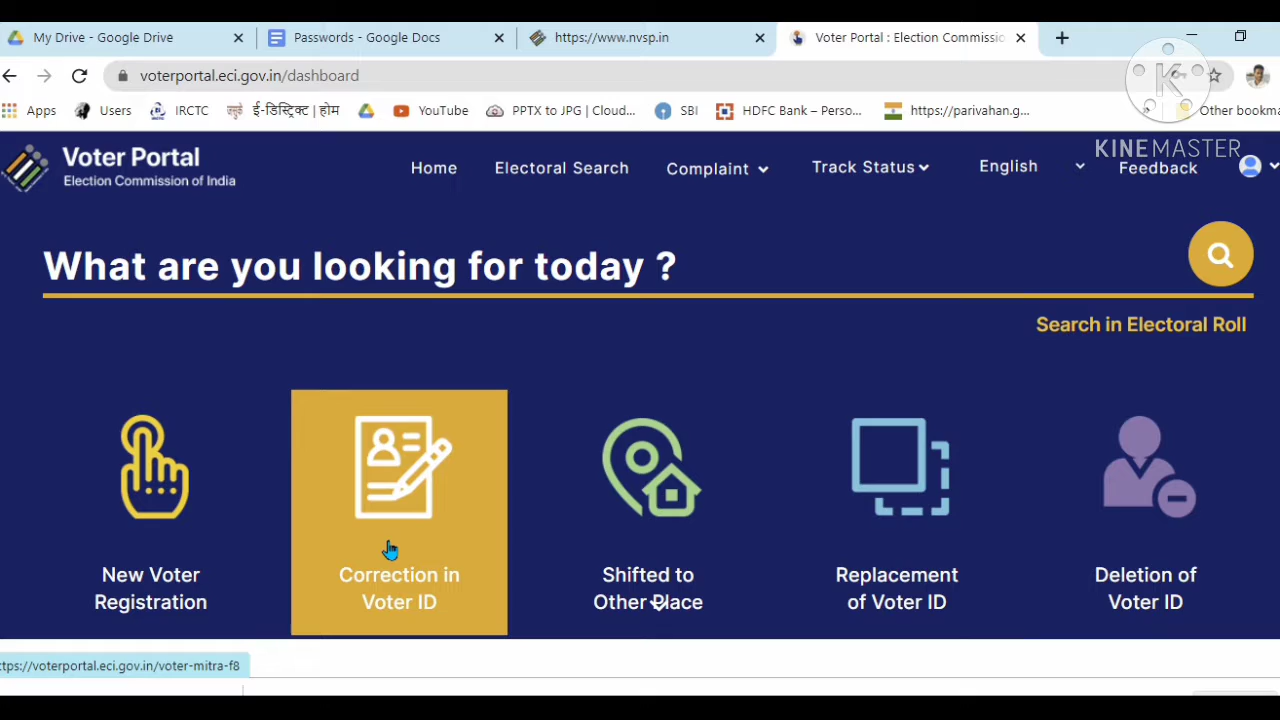 My Drive - Google Drive
Passwords - Google Docs
https://www.nvsp.in
Voter Portal : Election Commissic
voterportal.eci.gov.in/dashboard
K
Apps
Users
IRCTC
ई-डिस्ट्रिक्ट | होम
YouTube
PPTX to JPG | Cloud...
SBI
HDFC Bank – Perso...
https://parivahan.g...
Other bookma
KINEMASTER
Voter Portal
Election Commission of India
Home
Electoral Search
Complaint
Track Status
English
Feedback
What are you looking for today ?
Search in Electoral Roll
New Voter
Registration
Correction in
Voter ID
Shifted to
Other Place
Replacement
of Voter ID
Deletion of
Voter ID
ttps://voterportal.eci.gov.in/voter-mitra-f8